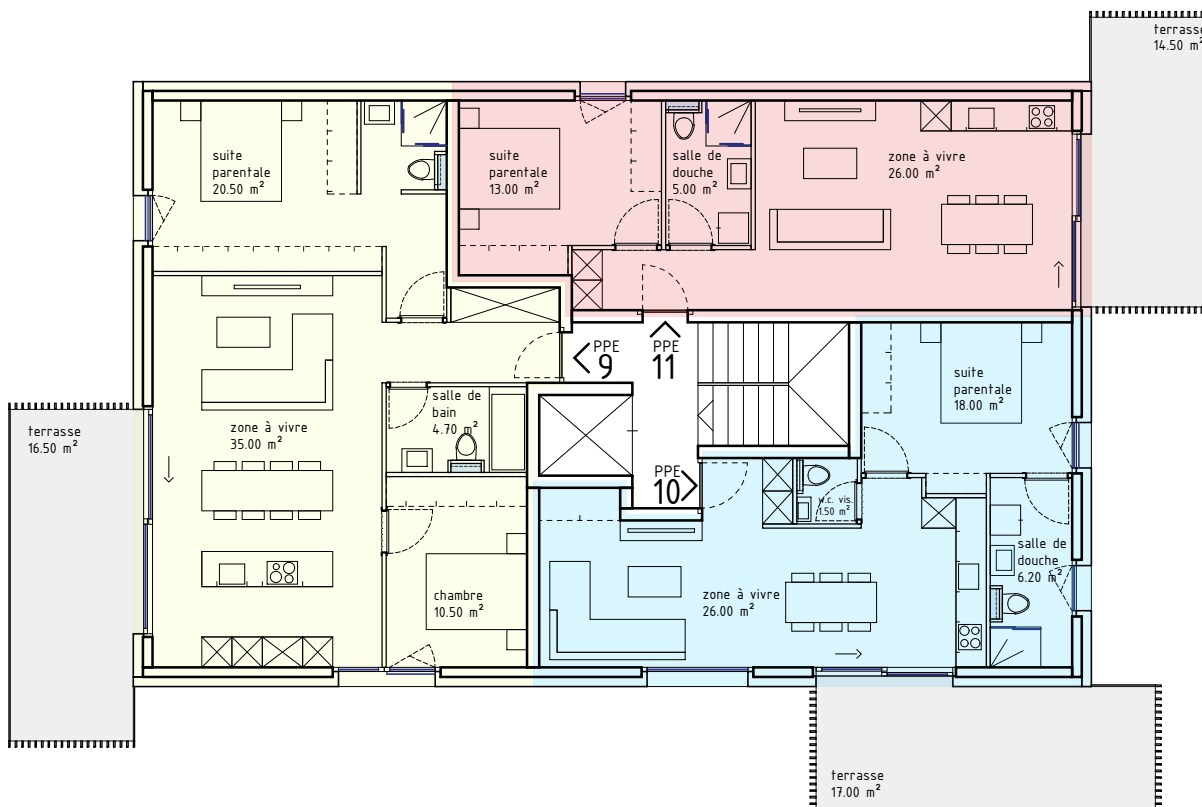 terrasse
14.50 m²
suite
parentale
20.50 m²
suite
parentale
13.00 m²
salle de
douche
5.00 m²
zone à vivre
26.00 m²
PPE
9
PPE
11
suite
parentale
18.00 m²
salle de
bain
4.70 m²
terrasse
16.50 m²
zone à vivre
35.00 m²
PPE
10
w.c. vis.
1.50 m²
salle de
douche
6.20 m²
chambre
10.50 m²
zone à vivre
26.00 m²
terrasse
17.00 m²